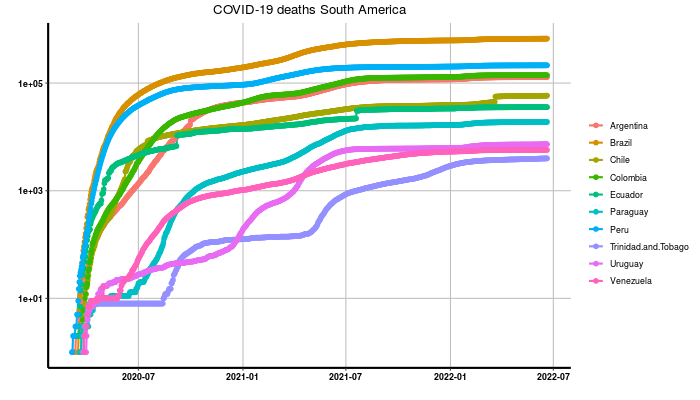 COVID-19 deaths South America
1e+05
1e+03
1e+01
2020-07
2021-01
2021-07
2022-01
2022-07
Argentina
Brazil
Chile
Colombia
Ecuador
Paraguay
Peru
Trinidad.and.Tobago
Uruguay
Venezuela